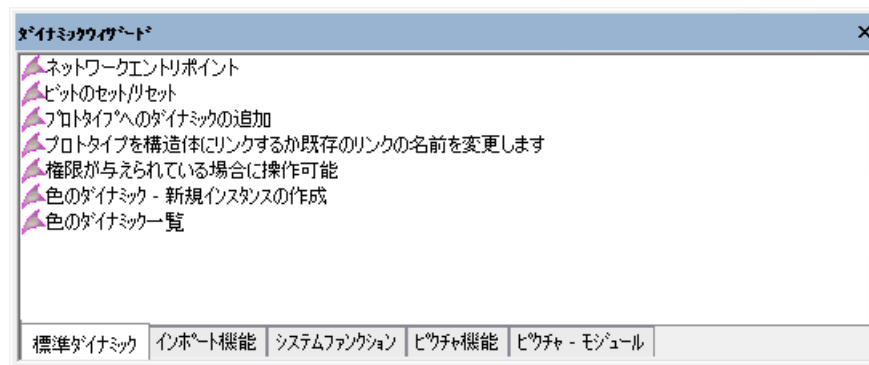 ﾀﾞｲﾅﾐｯｸｳｨｻﾞｰﾄﾞ
ネットワークエントリポイント
ﾋﾞｯﾄのｾｯﾄ/ﾘｾｯﾄ
ﾌﾟﾛﾄﾀｲﾌﾟへのﾀﾞｲﾅﾐｯｸの追加
プロトタイプを構造体にリンクするか既存のリンクの名前を変更します
権限が与えられている場合に操作可能
色のﾀﾞｲﾅﾐｯｸ - 新規ｲﾝｽﾀﾝｽの作成
色のﾀﾞｲﾅﾐｯｸ一覧
標準ﾀﾞｲﾅﾐｯｸ ｲﾝﾎﾟｰﾄ機能 ｼｽﾃﾑﾌｧﾝｸｼｮﾝ ﾋﾟｸﾁｬ機能 ﾋﾟｸﾁｬ - ﾓｼﾞｭｰﾙ